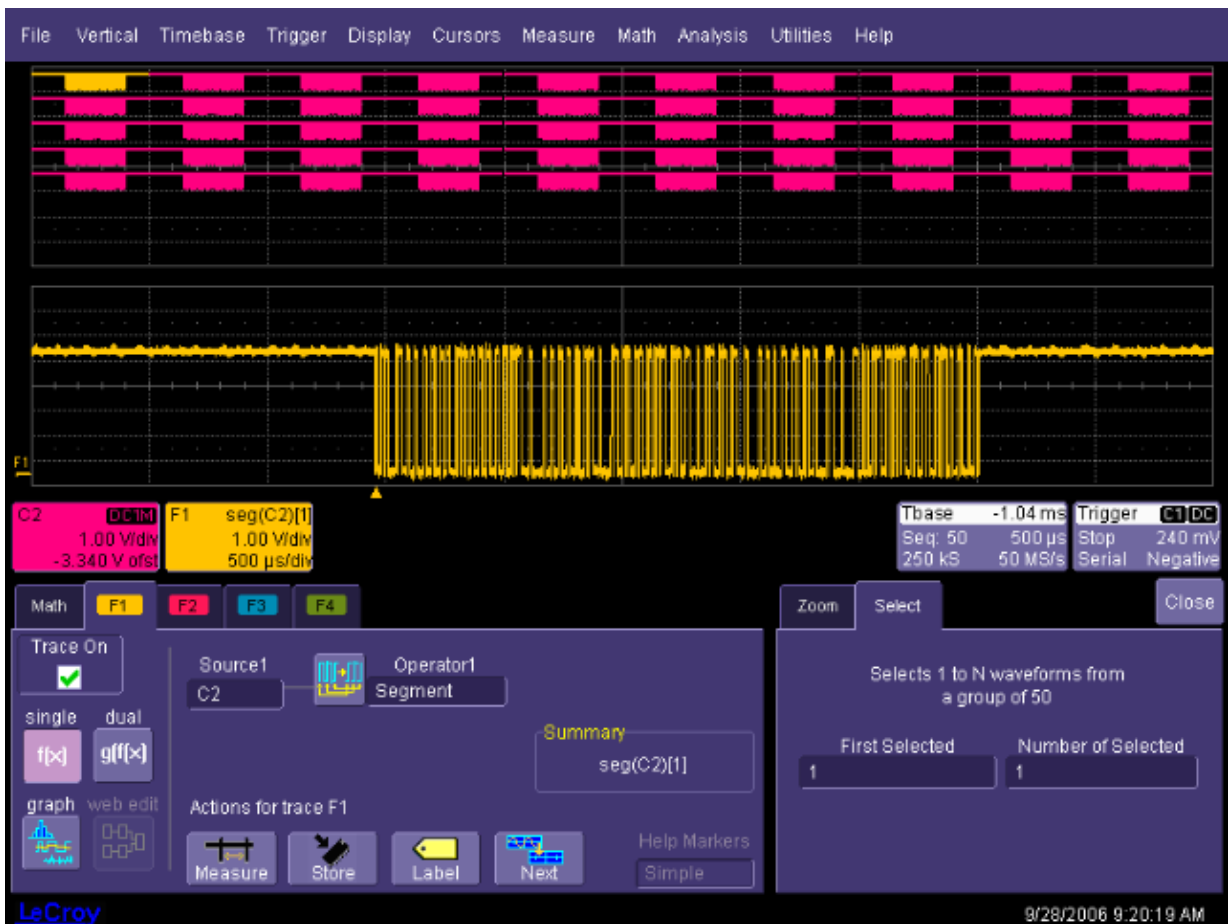 File Vertical Timebase Trigger Display Cursors Measure Math Analysis Utilities Help
F1
C2 DC1M
1.00 V/div
-3.340 V ofst
F1 seg(C2)[1]
1.00 V/div
500 µs/div
Tbase -1.04 ms
Seq: 50 500 µs
250 kS 50 MS/s
Trigger C1 DC
Stop 240 mV
Serial Negative
Math F1 F2 F3 F4
Zoom Select Close
Trace On
Source1
C2
Operator1
Segment
single dual
f(x) g(f(x))
Summary
seg(C2)[1]
graph web edit
Actions for trace F1
Measure Store Label Next
Help Markers
Simple
Selects 1 to N waveforms from
a group of 50
First Selected Number of Selected
1 1
LeCroy 9/28/2006 9:20:19 AM